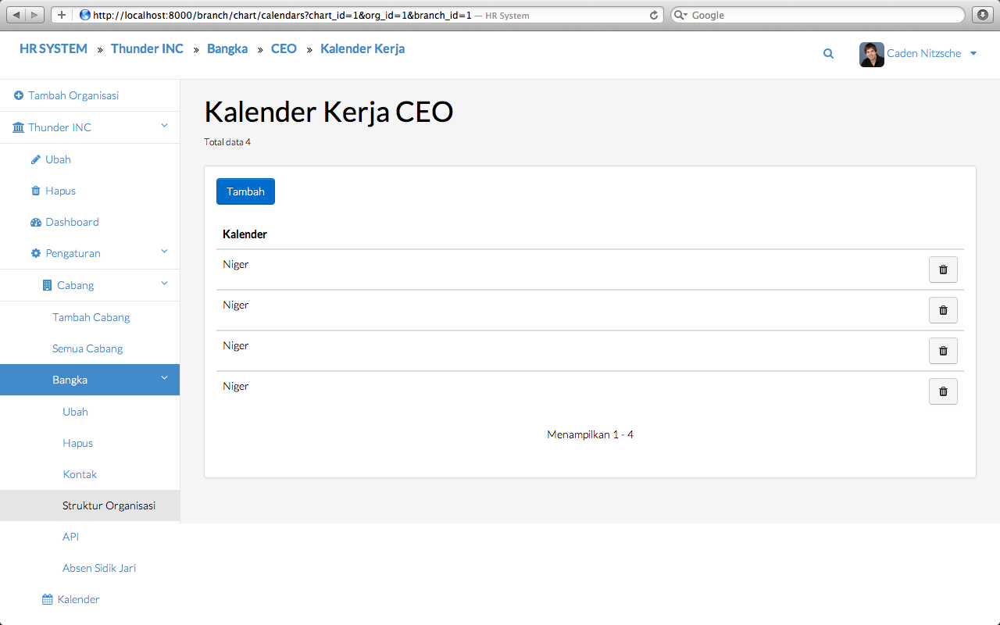 http://localhost:8000/branch/chart/calendars?chart_id=1&org_id=1&branch_id=1 — HR System
Google
HR SYSTEM » Thunder INC » Bangka » CEO » Kalender Kerja
Caden Nitzsche
Tambah Organisasi
Thunder INC
Ubah
Hapus
Dashboard
Pengaturan
Cabang
Tambah Cabang
Semua Cabang
Bangka
Ubah
Hapus
Kontak
Struktur Organisasi
API
Absen Sidik Jari
Kalender
Kalender Kerja CEO
Total data 4
Tambah
Kalender
Niger
Niger
Niger
Niger
Menampilkan 1 - 4